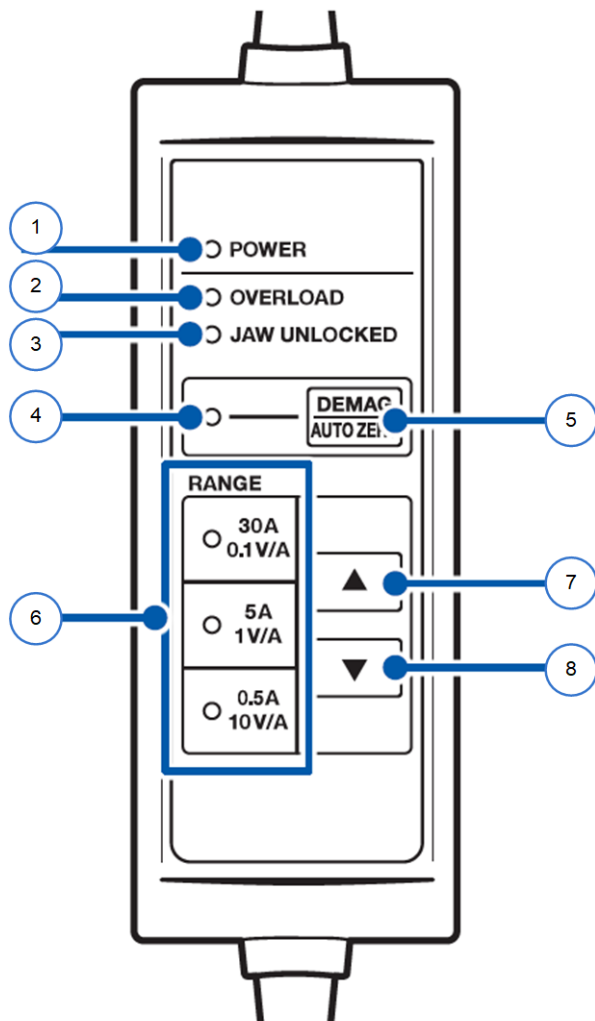 1
POWER
2
OVERLOAD
3
JAW UNLOCKED
4
DEMAG
AUTO
5
RANGE
30A
0.1V/A
7
6
5A
1V/A
8
0.5A
10V/A